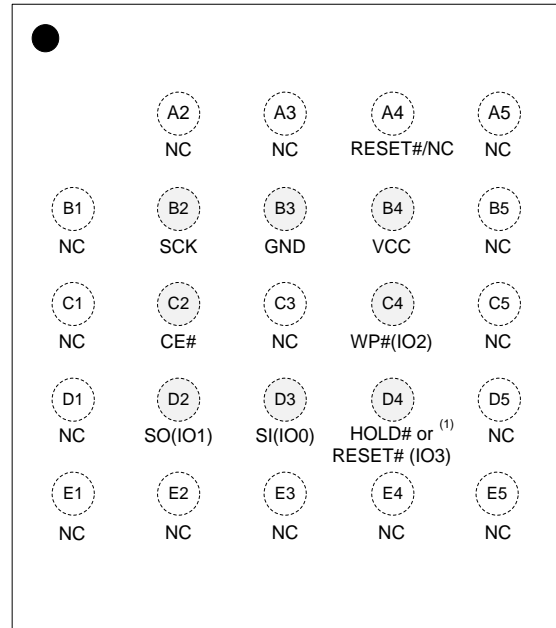 A2 A3 A4 A5
NC NC RESET#/NC NC
B1 B2 B3 B4 B5
NC SCK GND VCC NC
C1 C2 C3 C4 C5
NC CE# NC WP#(IO2) NC
D1 D2 D3 D4 D5
NC SO(IO1) SI(IO0) HOLD# or (1) NC
RESET# (IO3)
E1 E2 E3 E4 E5
NC NC NC NC NC